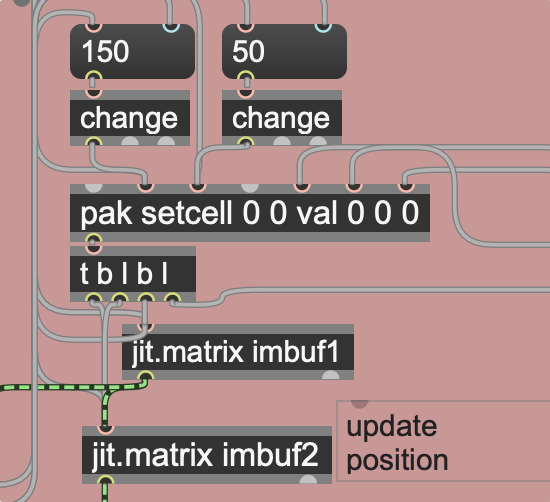 150
50
change
change
pak setcell 0 0 val 0 0 0
t b l b l
jit.matrix imbuf1
jit.matrix imbuf2
update
position